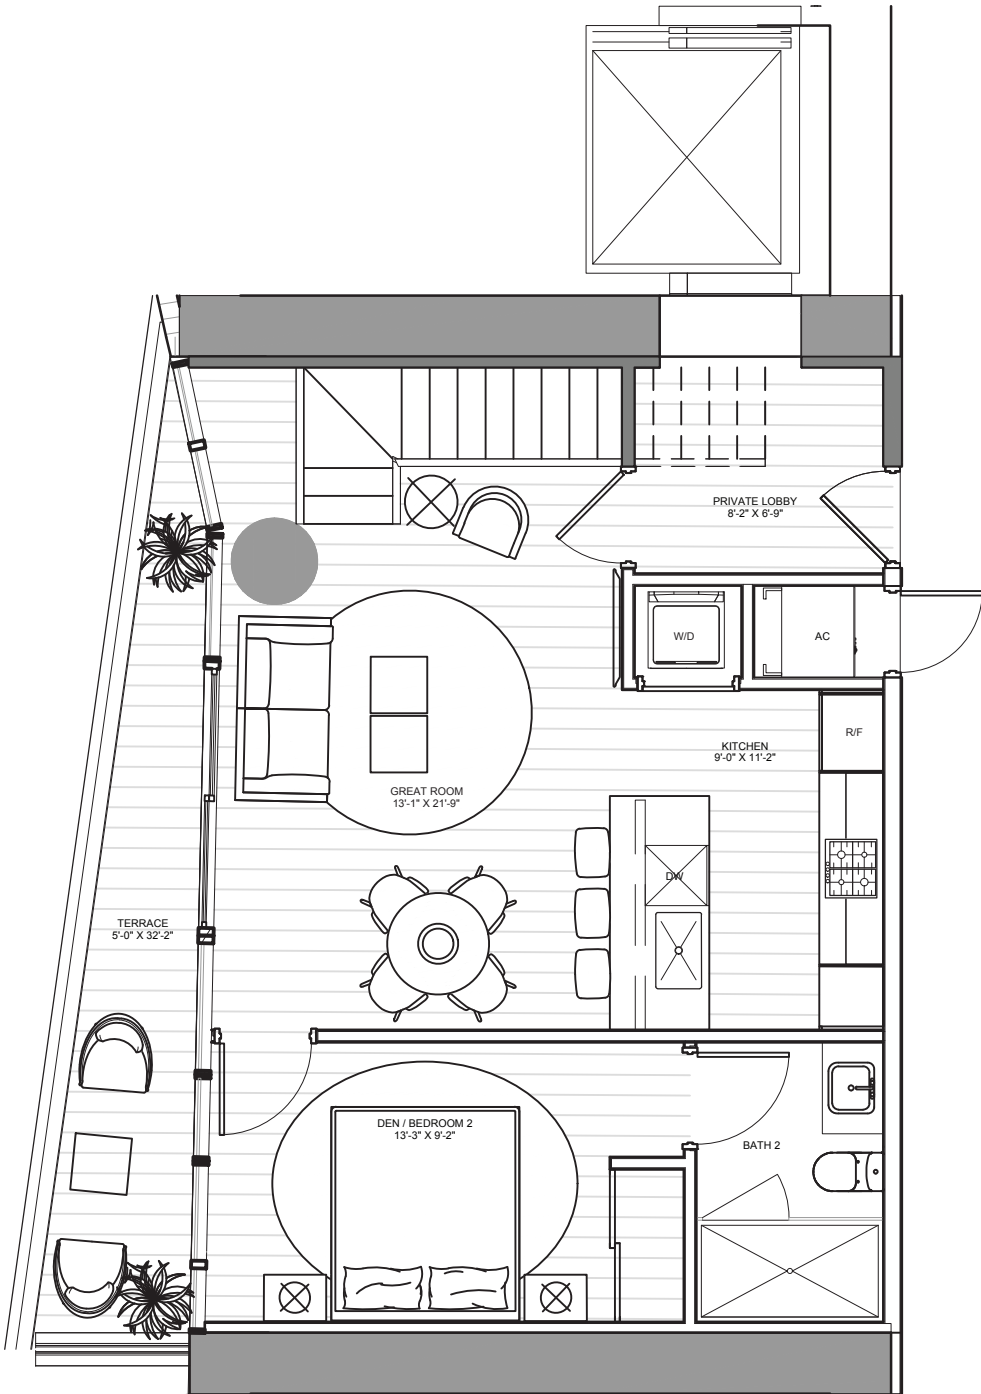 PRIVATE LOBBY
8'-2" X 6'-9"
W/D
AC
R/F
KITCHEN
9'-0" X 11'-2"
GREAT ROOM
13'-1" X 21'-9"
DW
TERRACE
5'-0" X 32'-2"
DEN / BEDROOM 2
13'-3" X 9'-2"
BATH 2